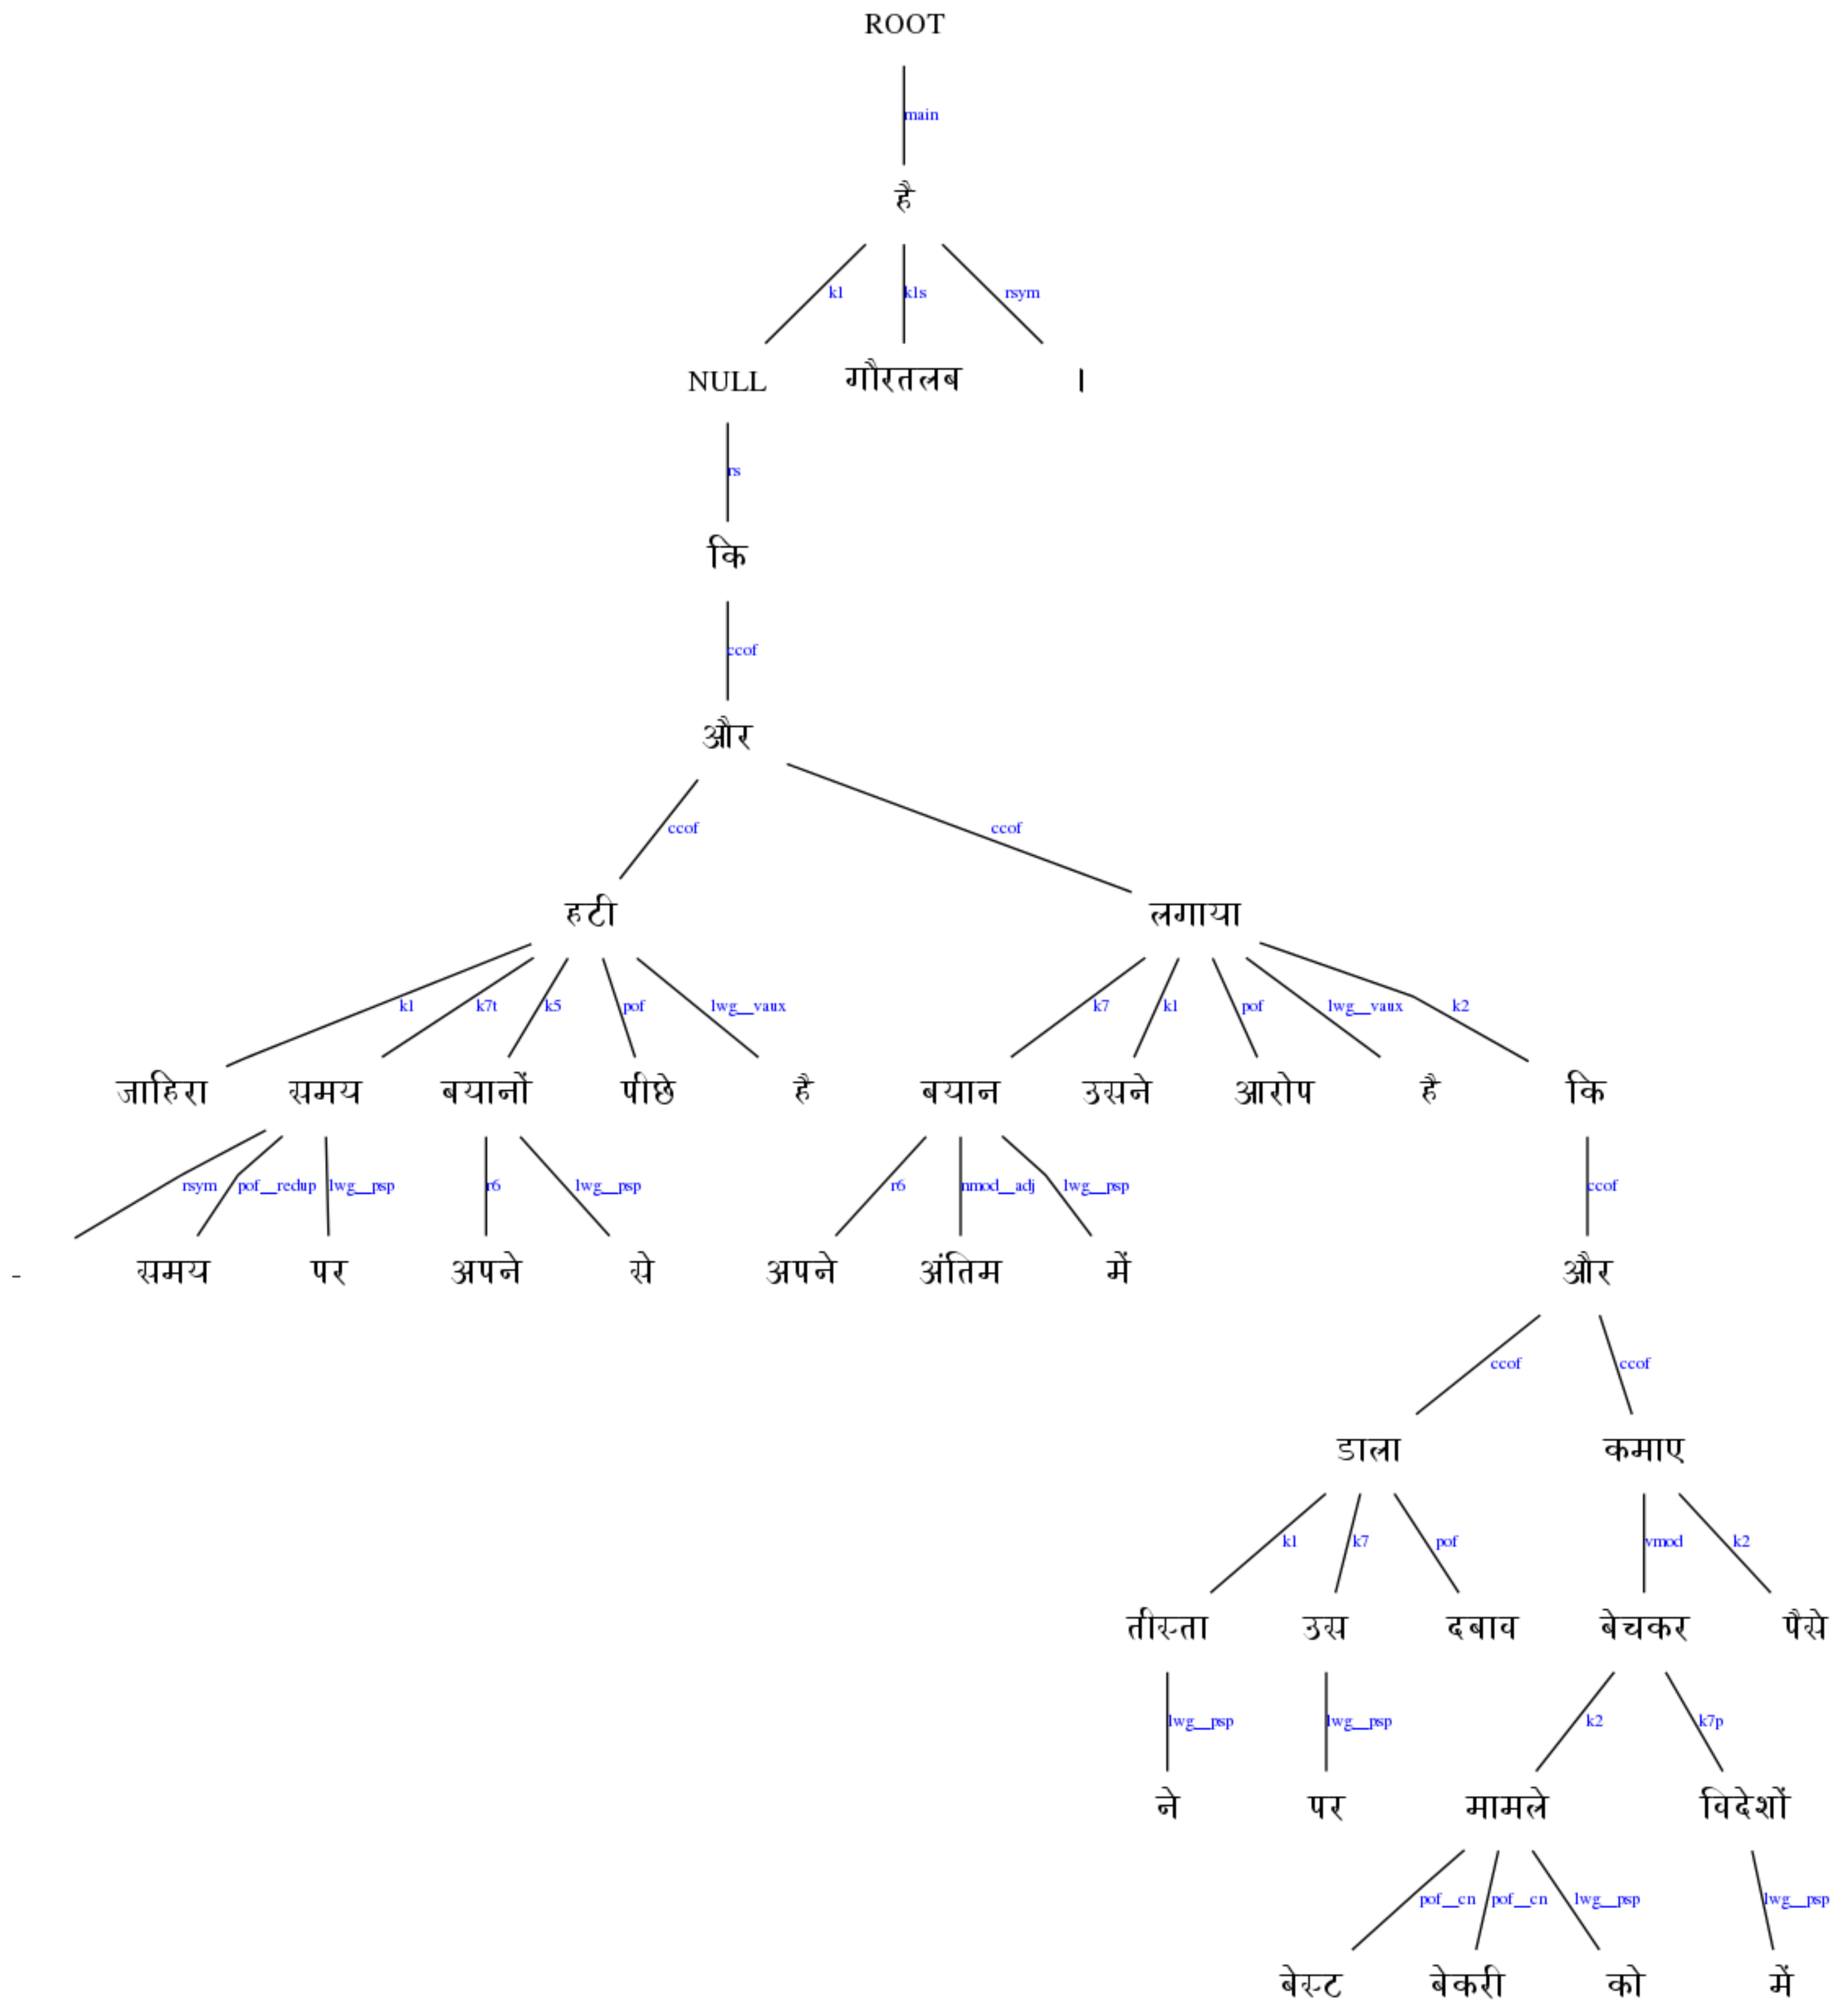 ROOT
main
है
k1 k1s rsym
NULL गौरतलब ।
rs
कि
ccof
और
ccof ccof
हटी लगाया
k1 k7t k5 pof lwg__vaux k7 k1 pof lwg__vaux k2
जाहिरा समय बयानों पीछे है बयान उसने आरोप है कि
rsym pof__redup lwg__psp r6 lwg__psp r6 nmod__adj lwg__psp ccof
- समय पर अपने से अपने अंतिम में और
ccof ccof
डाला कमाए
k1 k7 pof vmod k2
तीस्ता उस दबाव बेचकर पैसे
lwg__psp lwg__psp k2 k7p
ने पर मामले विदेशों
pof__cn pof__cn lwg__psp lwg__psp
बेस्ट बेकरी को में